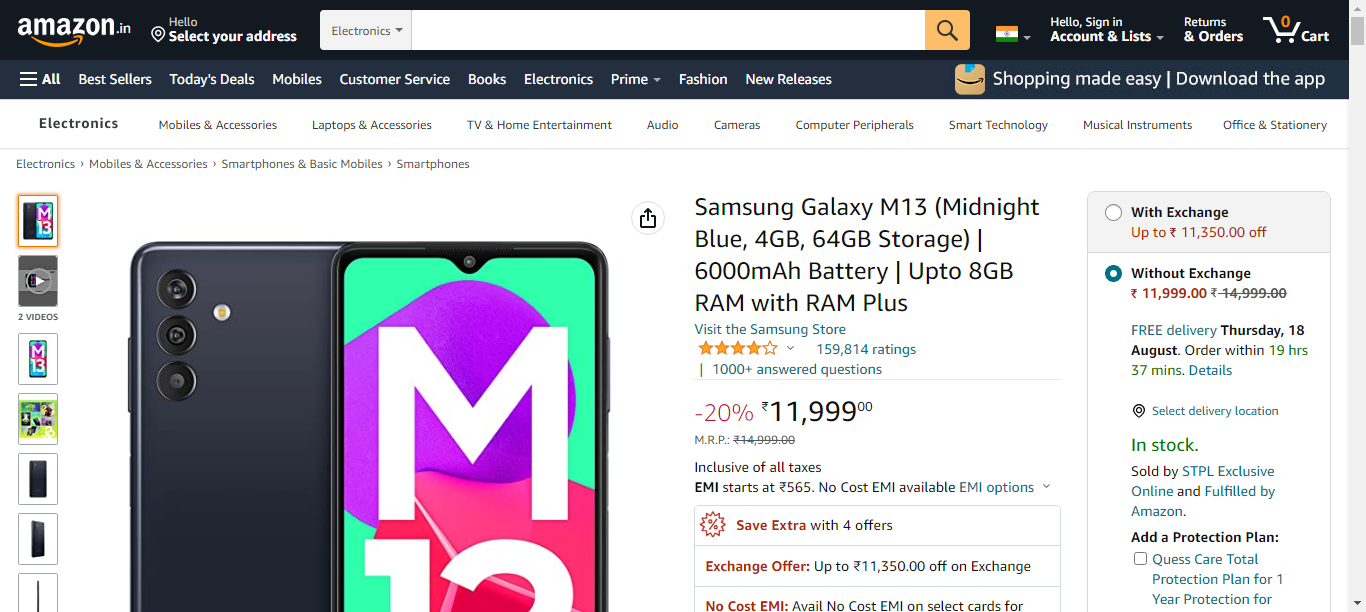 amazon.in
Hello
Select your address
Electronics
Hello, Sign in
Account & Lists
Returns
& Orders
0
Cart
All
Best Sellers
Today's Deals
Mobiles
Customer Service
Books
Electronics
Prime
Fashion
New Releases
Shopping made easy | Download the app
Electronics
Mobiles & Accessories
Laptops & Accessories
TV & Home Entertainment
Audio
Cameras
Computer Peripherals
Smart Technology
Musical Instruments
Office & Stationery
Electronics › Mobiles & Accessories › Smartphones & Basic Mobiles › Smartphones
M
13
2 VIDEOS
M
13
M
13
Samsung Galaxy M13 (Midnight
Blue, 4GB, 64GB Storage) |
6000mAh Battery | Upto 8GB
RAM with RAM Plus
Visit the Samsung Store
159,814 ratings
| 1000+ answered questions
-20% ₹11,99900
M.R.P.: ₹14,999.00
Inclusive of all taxes
EMI starts at ₹565. No Cost EMI available EMI options
Save Extra with 4 offers
Exchange Offer: Up to ₹11,350.00 off on Exchange
No Cost EMI: Avail No Cost EMI on select cards for
With Exchange
Up to ₹ 11,350.00 off
Without Exchange
₹ 11,999.00 ₹ 14,999.00
FREE delivery Thursday, 18
August. Order within 19 hrs
37 mins. Details
Select delivery location
In stock.
Sold by STPL Exclusive
Online and Fulfilled by
Amazon.
Add a Protection Plan:
Quess Care Total
Protection Plan for 1
Year Protection for